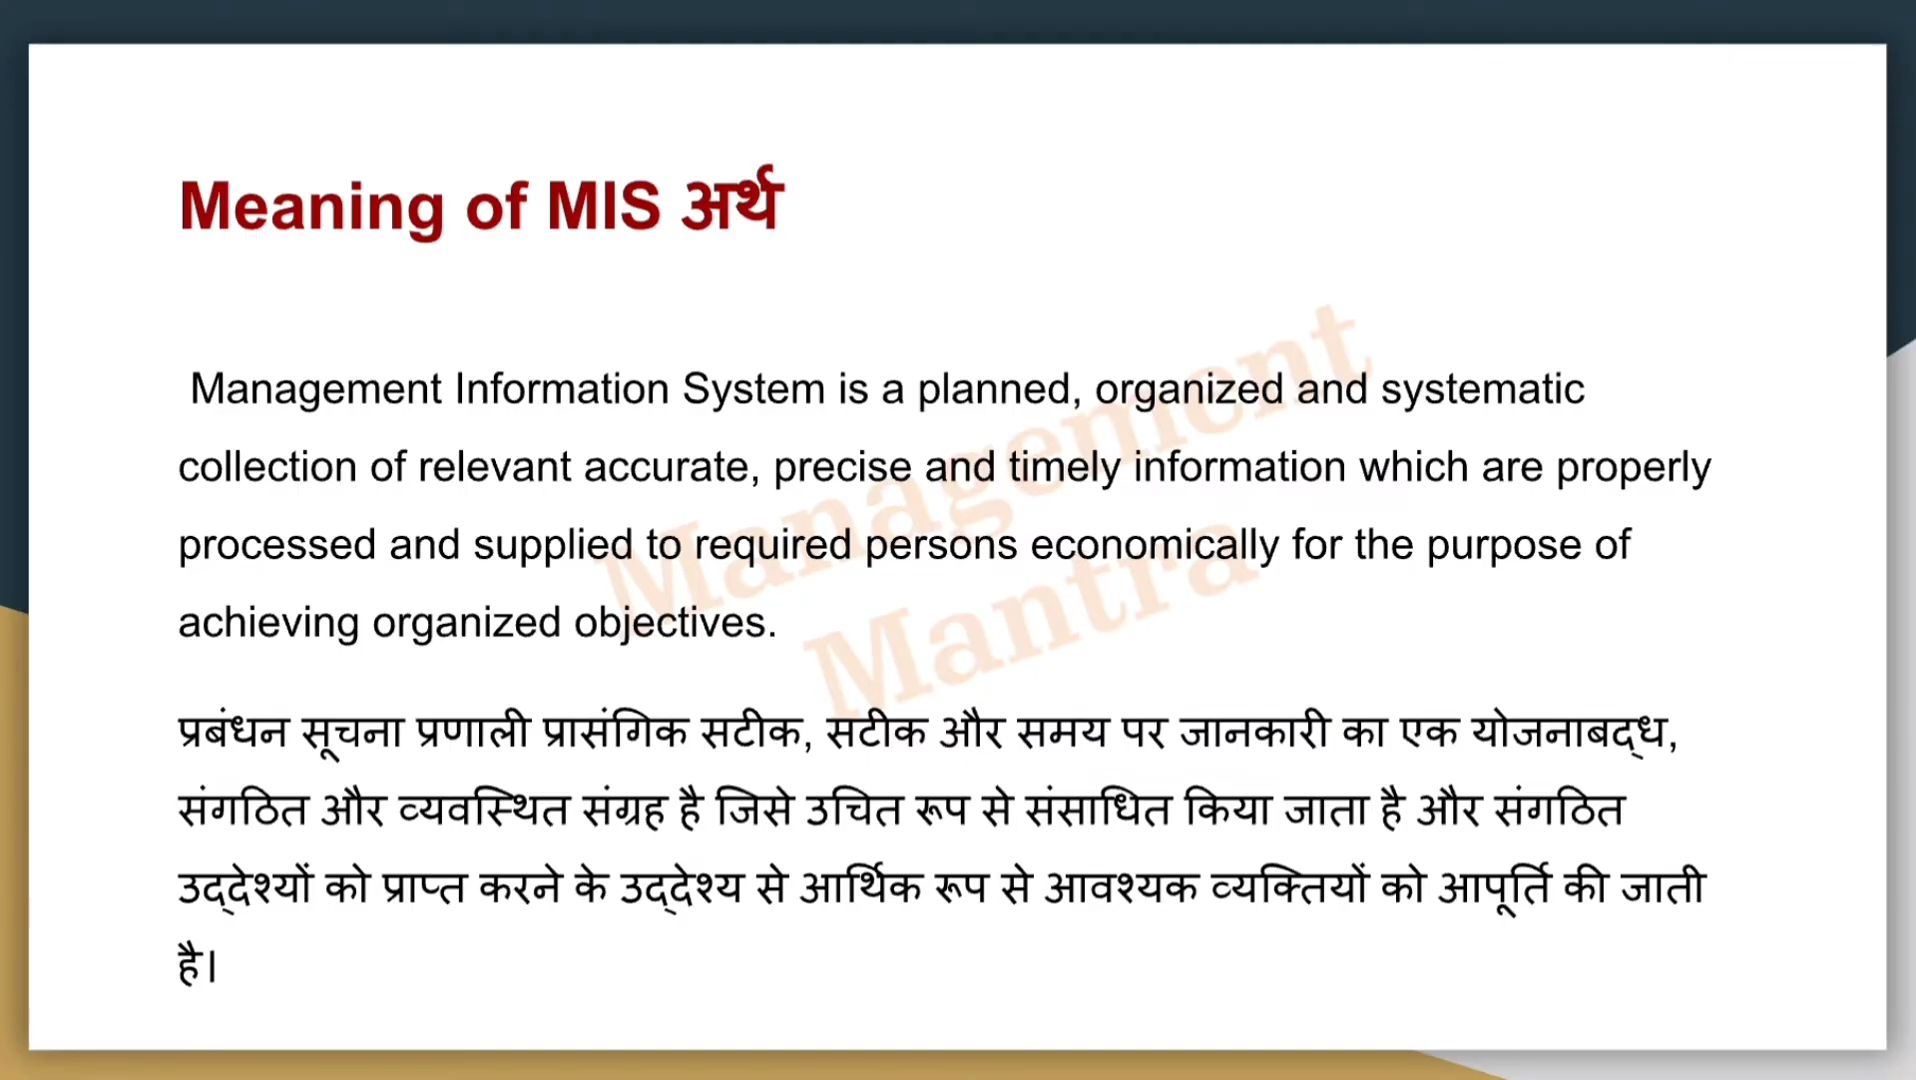 Meaning of MIS अर्थ
Management Information System is a planned, organized and systematic
collection of relevant accurate, precise and timely information which are properly
processed and supplied to required persons economically for the purpose of
achieving organized objectives.
प्रबंधन सूचना प्रणाली प्रासंगिक सटीक, सटीक और समय पर जानकारी का एक योजनाबद्ध,
संगठित और व्यवस्थित संग्रह है जिसे उचित रूप से संसाधित किया जाता है और संगठित
उद्देश्यों को प्राप्त करने के उद्देश्य से आर्थिक रूप से आवश्यक व्यक्तियों को आपूर्ति की जाती
है।
Management
Mantra